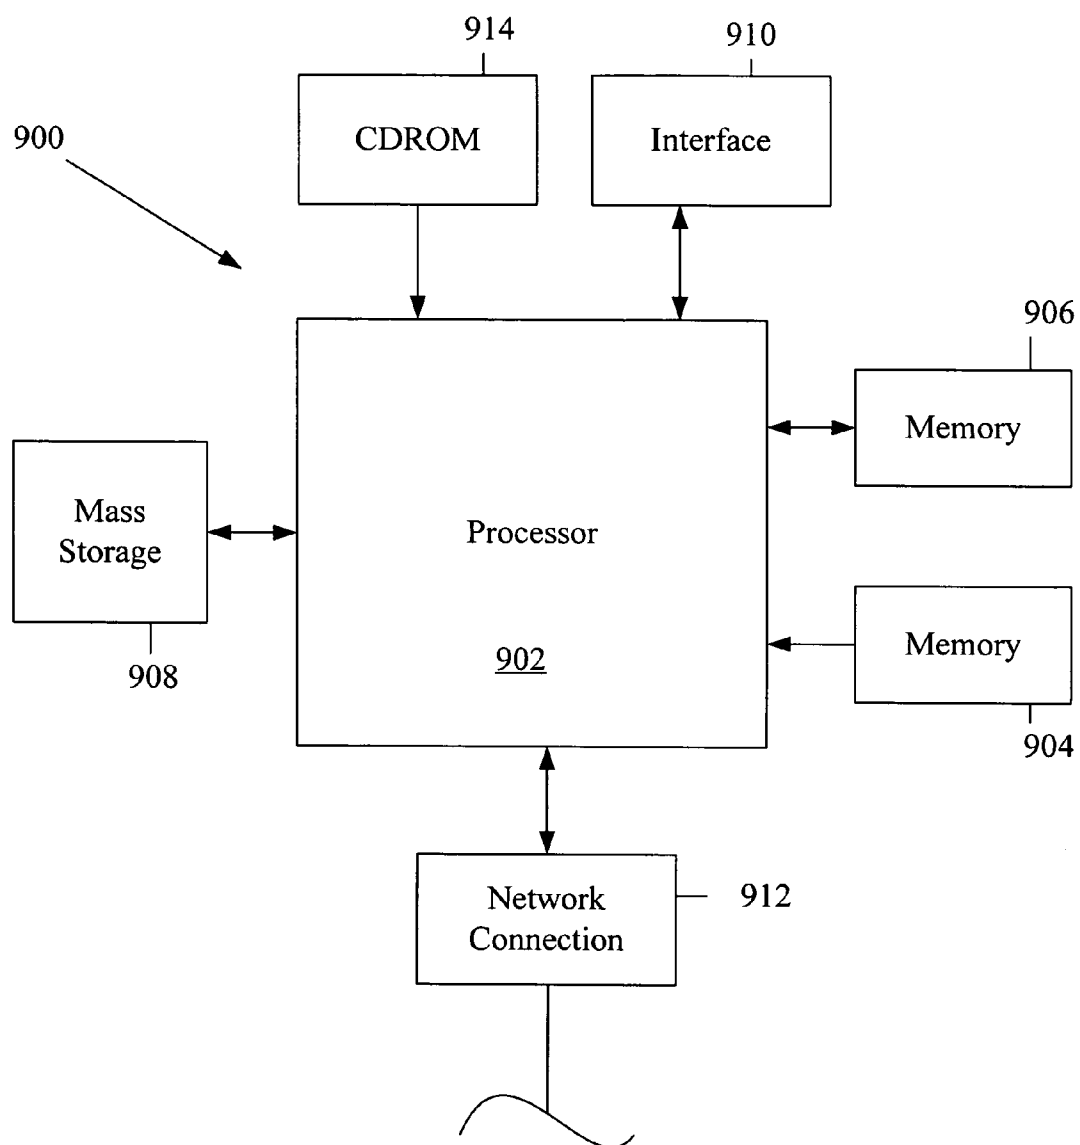 914
910
900
CDROM
Interface
906
Memory
Mass
Storage
Processor
908
902
Memory
904
Network
Connection
912